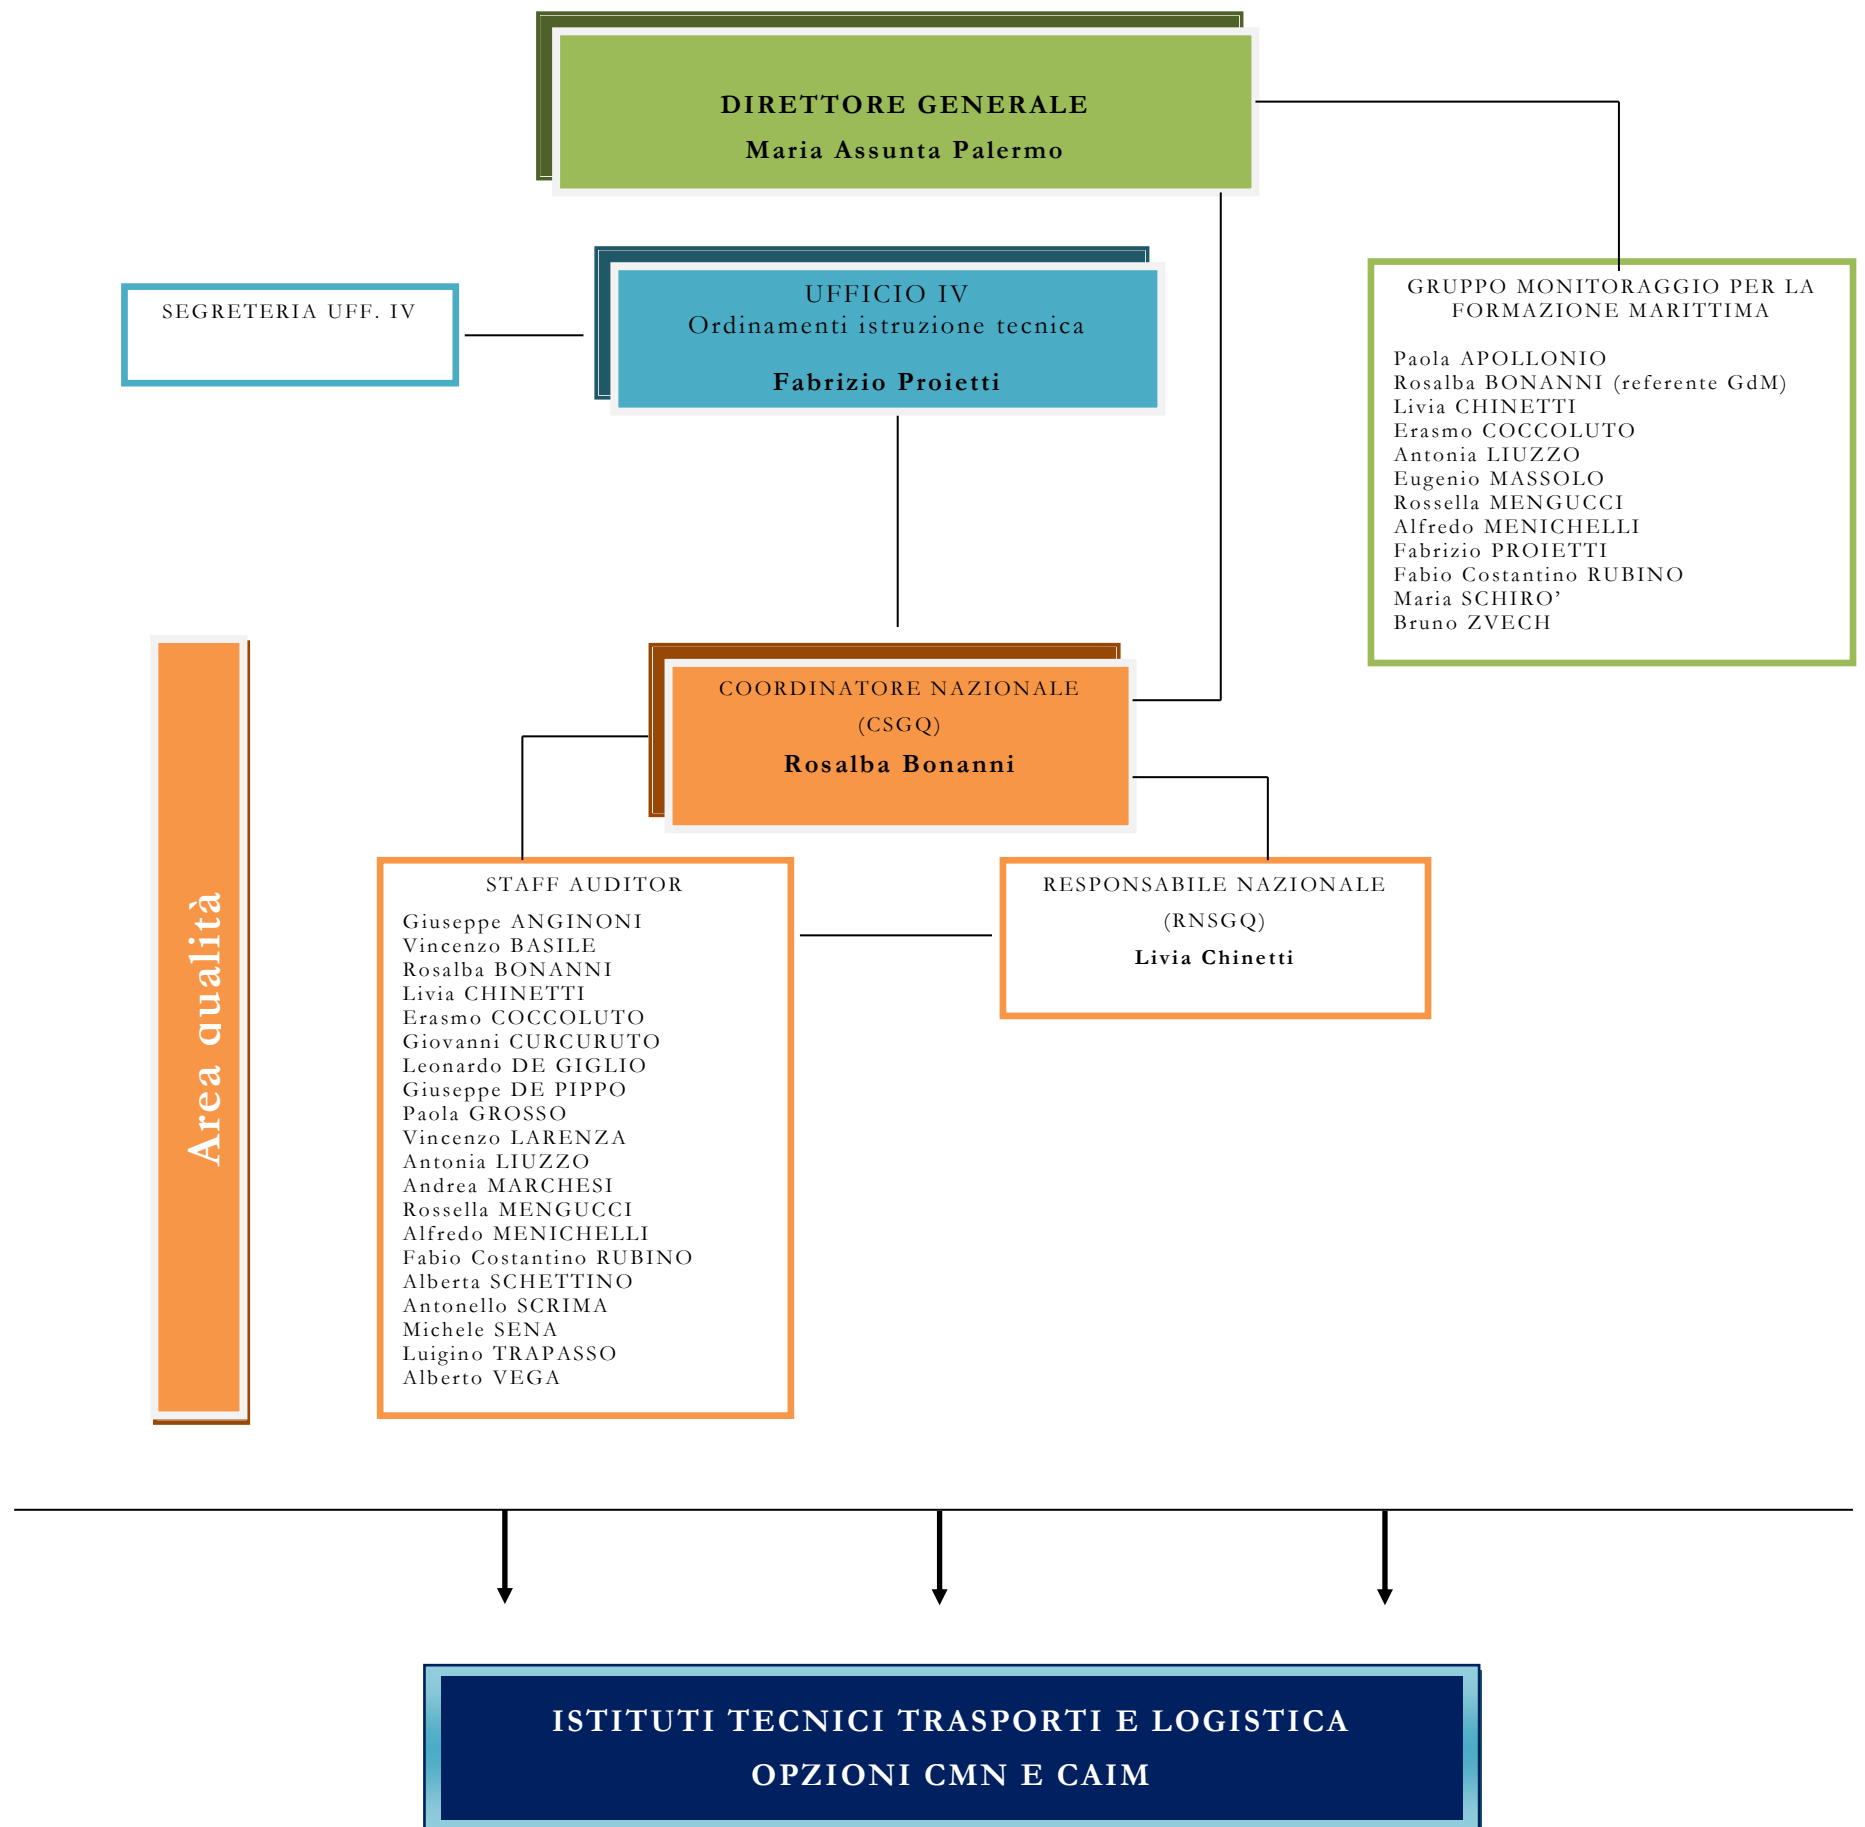 DIRETTORE GENERALE
Maria Assunta Palermo
SEGRETERIA UFF. IV
UFFICIO IV
Ordinamenti istruzione tecnica
Fabrizio Proietti
GRUPPO MONITORAGGIO PER LA
FORMAZIONE MARITTIMA
Paola APOLLONIO
Rosalba BONANNI (referente GdM)
Livia CHINETTI
Erasmo COCCOLUTO
Antonia LIUZZO
Eugenio MASSOLO
Rossella MENGUCCI
Alfredo MENICHELLI
Fabrizio PROIETTI
Fabio Costantino RUBINO
Maria SCHIRO’
Bruno ZVECH
Area qualità
COORDINATORE NAZIONALE
(CSGQ)
Rosalba Bonanni
STAFF AUDITOR
Giuseppe ANGINONI
Vincenzo BASILE
Rosalba BONANNI
Livia CHINETTI
Erasmo COCCOLUTO
Giovanni CURCURUTO
Leonardo DE GIGLIO
Giuseppe DE PIPPO
Paola GROSSO
Vincenzo LARENZA
Antonia LIUZZO
Andrea MARCHESI
Rossella MENGUCCI
Alfredo MENICHELLI
Fabio Costantino RUBINO
Alberta SCHETTINO
Antonello SCRIMA
Michele SENA
Luigino TRAPASSO
Alberto VEGA
RESPONSABILE NAZIONALE
(RNSGQ)
Livia Chinetti
ISTITUTI TECNICI TRASPORTI E LOGISTICA
OPZIONI CMN E CAIM